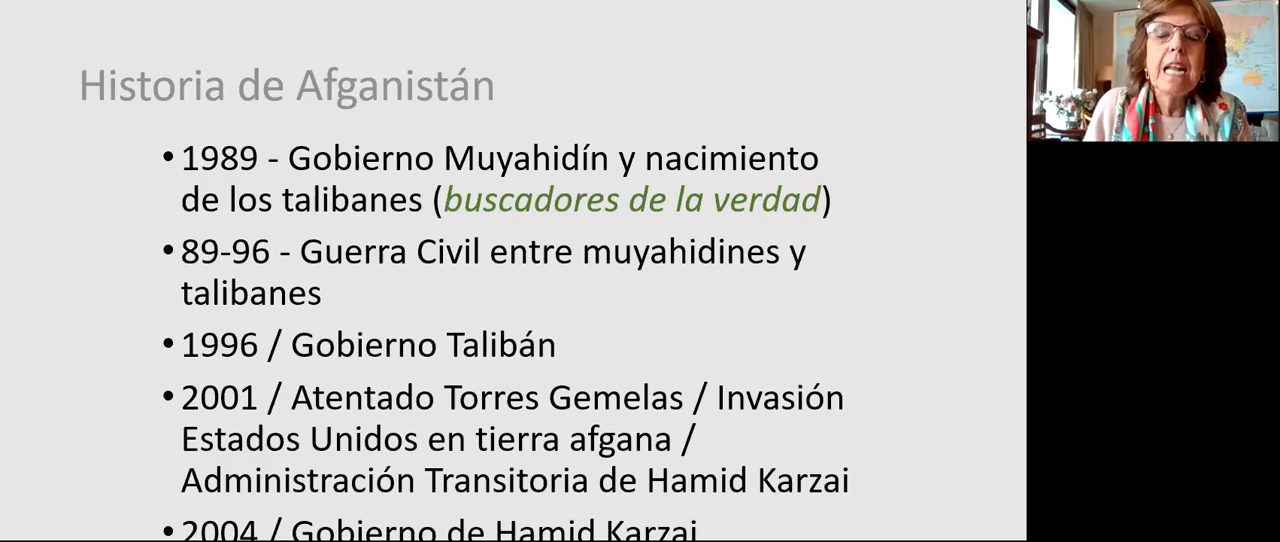 Historia de Afganistán
•1989 - Gobierno Muyahidín y nacimiento
de los talibanes (buscadores de la verdad)
•89-96 - Guerra Civil entre muyahidines y
talibanes
•1996 / Gobierno Talibán
•2001 / Atentado Torres Gemelas / Invasión
Estados Unidos en tierra afgana /
Administración Transitoria de Hamid Karzai
•2004 / Gobierno de Hamid Karzai